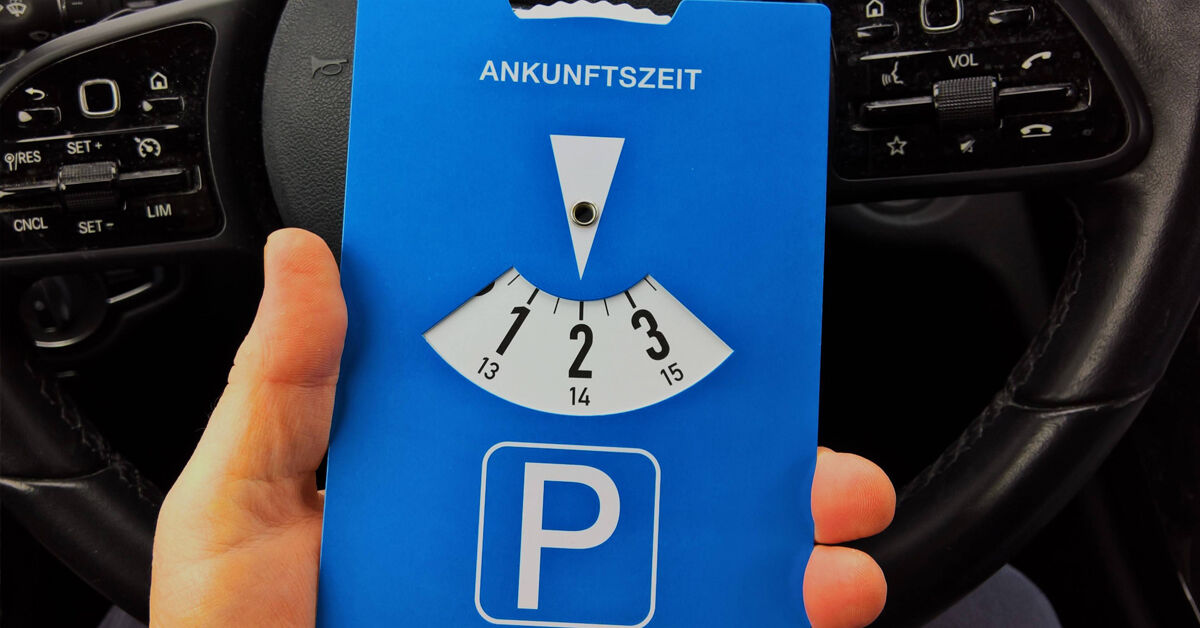 ANKUNFTSZEIT
1 2 3
13 14 15
P
RES
SET +
CNCL
SET -
LIM
VOL